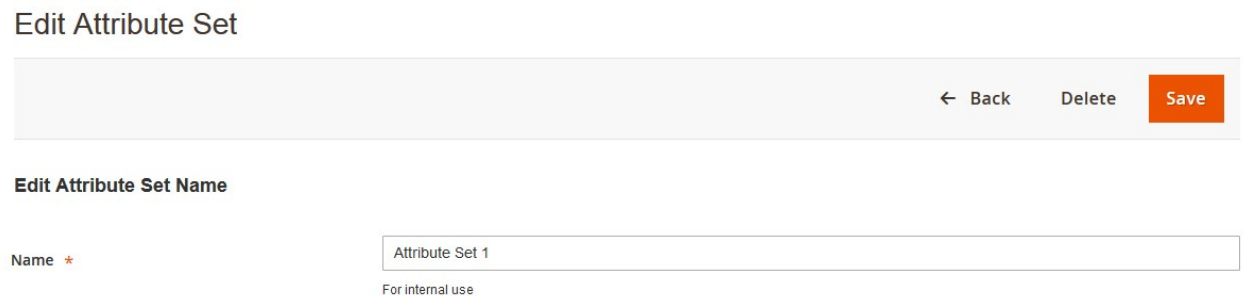 Edit Attribute Set
← Back Delete Save
Edit Attribute Set Name
Name * Attribute Set 1
For internal use